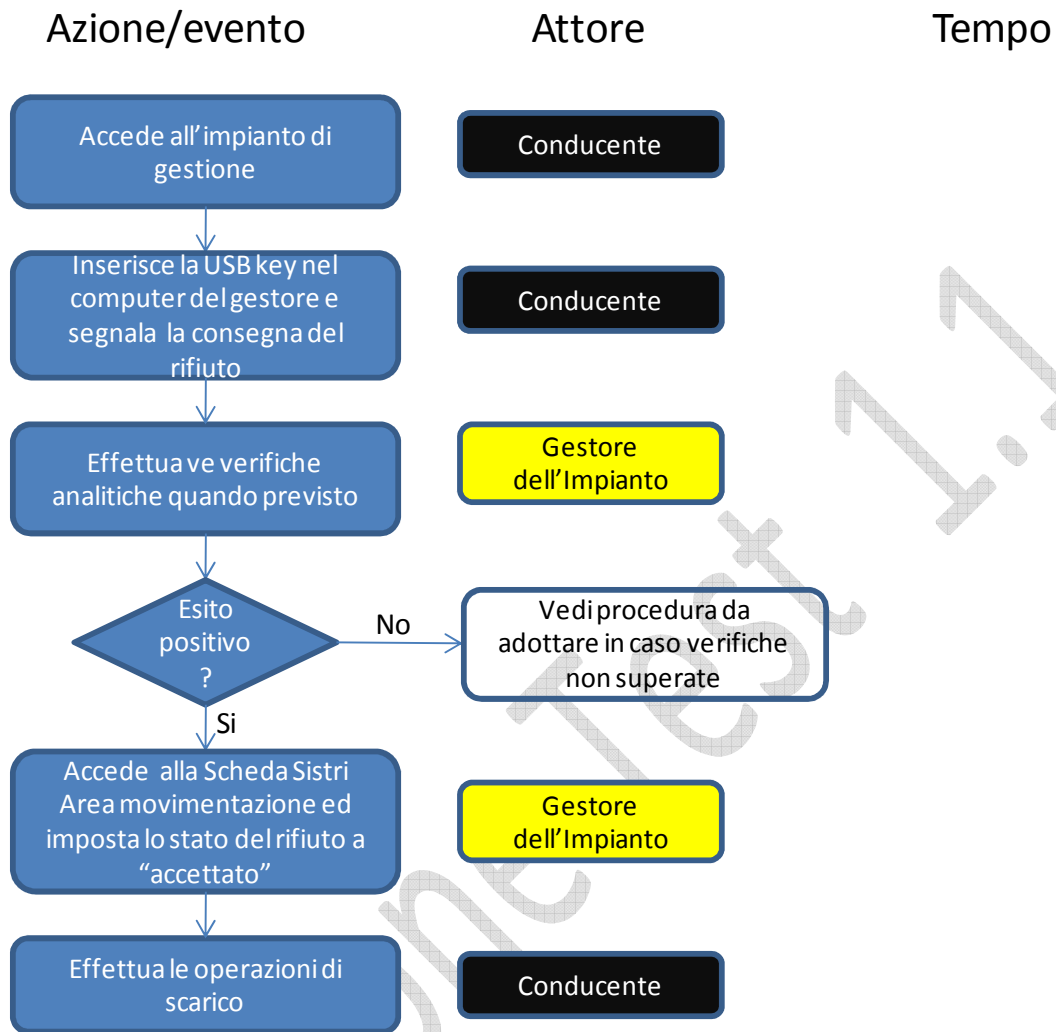 Azione/evento Attore Tempo
Accede all'impianto di
gestione
Conducente
Inserisce la USB key nel
computer del gestore e
segnala la consegna del
rifiuto
Conducente
Effettua ve verifiche
analitiche quando previsto
Gestore
dell'Impianto
Esito
positivo
?
No
Vedi procedura da
adottare in caso verifiche
non superate
Si
Accede alla Scheda Sistri
Area movimentazione ed
imposta lo stato del rifiuto a
“accettato”
Gestore
dell'Impianto
Effettua le operazioni di
scarico
Conducente
neTest 1.1